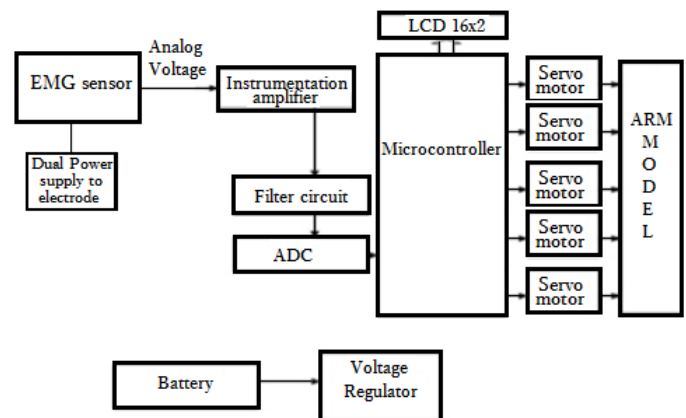 LCD 16x2
Analog
Voltage
EMG sensor
Instrumentation
amplifier
Dual Power
supply to
electrode
Filter circuit
ADC
Microcontroller
Servo
motor
Servo
motor
Servo
motor
Servo
motor
Servo
motor
ARM
M
O
D
E
L
Battery
Voltage
Regulator